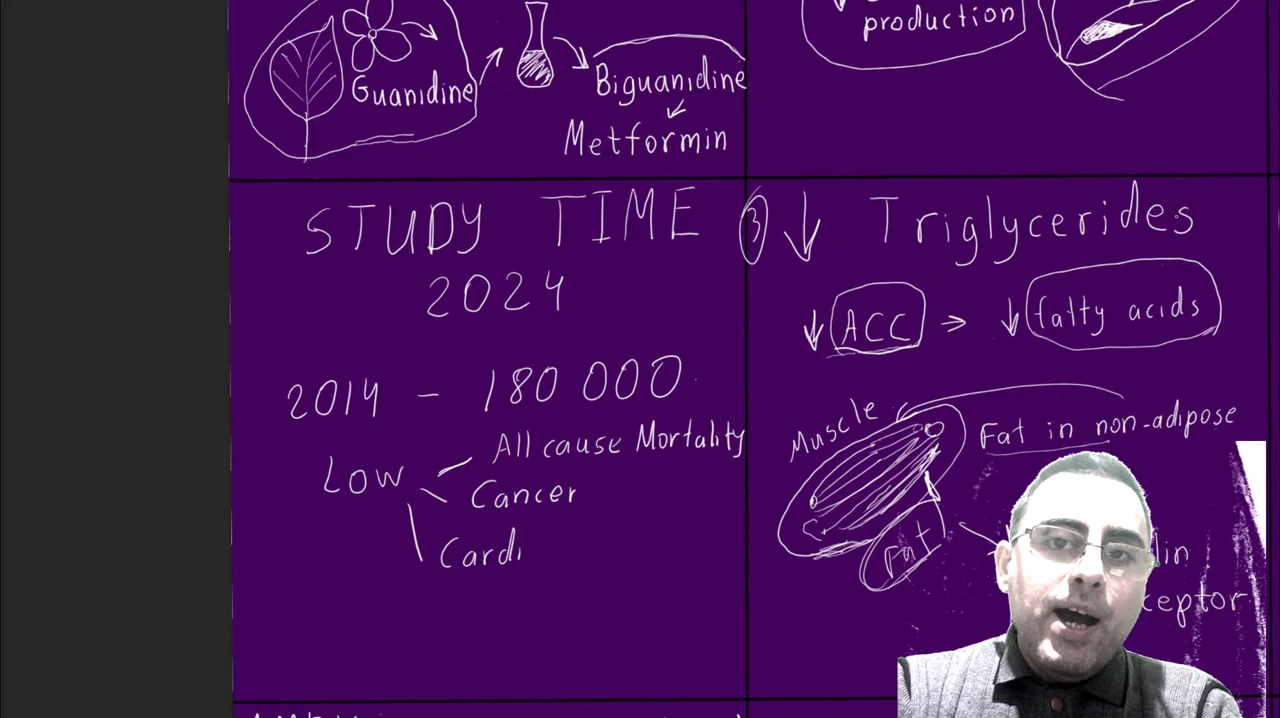 Guanidine
Biguanidine
Metformin
production
STUDY TIME
2024
2014 - 180 000
Low
All cause Mortality
Cancer
Cardi
3 ↓ Triglycerides
↓ ACC → ↓ fatty acids
Muscle
Fat in non-adipose
Fat
lin
ceptor